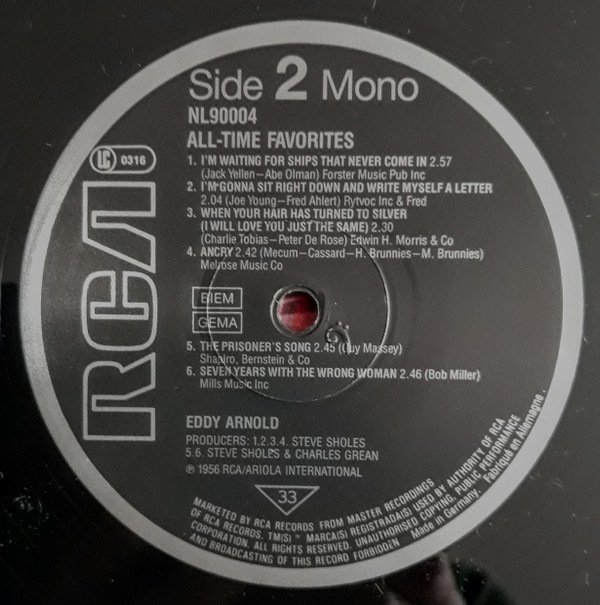 Side 2 Mono
NL90004
ALL-TIME FAVORITES
LC 0316
RCA
1. I'M WAITING FOR SHIPS THAT NEVER COME IN 2.57
(Jack Yellen–Abe Olman) Forster Music Pub Inc
2. I'M GONNA SIT RIGHT DOWN AND WRITE MYSELF A LETTER
2.04 (Joe Young–Fred Ahlert) Rytvoc Inc & Fred
3. WHEN YOUR HAIR HAS TURNED TO SILVER
(I WILL LOVE YOU JUST THE SAME) 2.30
(Charlie Tobias–Peter De Rose) Edwin H. Morris & Co
4. ANGRY 2.42 (Mecum–Cassard–H. Brunnies–M. Brunnies)
Melrose Music Co
BIEM
GEMA
5. THE PRISONER'S SONG 2.45 (Guy Massey)
Shapiro, Bernstein & Co
6. SEVEN YEARS WITH THE WRONG WOMAN 2.46 (Bob Miller)
Mills Music Inc
EDDY ARNOLD
PRODUCERS: 1.2.3.4. STEVE SHOLES
5.6. STEVE SHOLES & CHARLES GREAN
℗ 1956 RCA/ARIOLA INTERNATIONAL
33
MARKETED BY RCA RECORDS FROM MASTER RECORDINGS
OF RCA RECORDS. TM(S) ® MARCA(S) REGISTRADA(S) USED BY AUTHORITY OF RCA
CORPORATION. ALL RIGHTS RESERVED. UNAUTHORISED COPYING, PUBLIC PERFORMANCE
AND BROADCASTING OF THIS RECORD FORBIDDEN Made in Germany. Fabriqué en Allemagne.